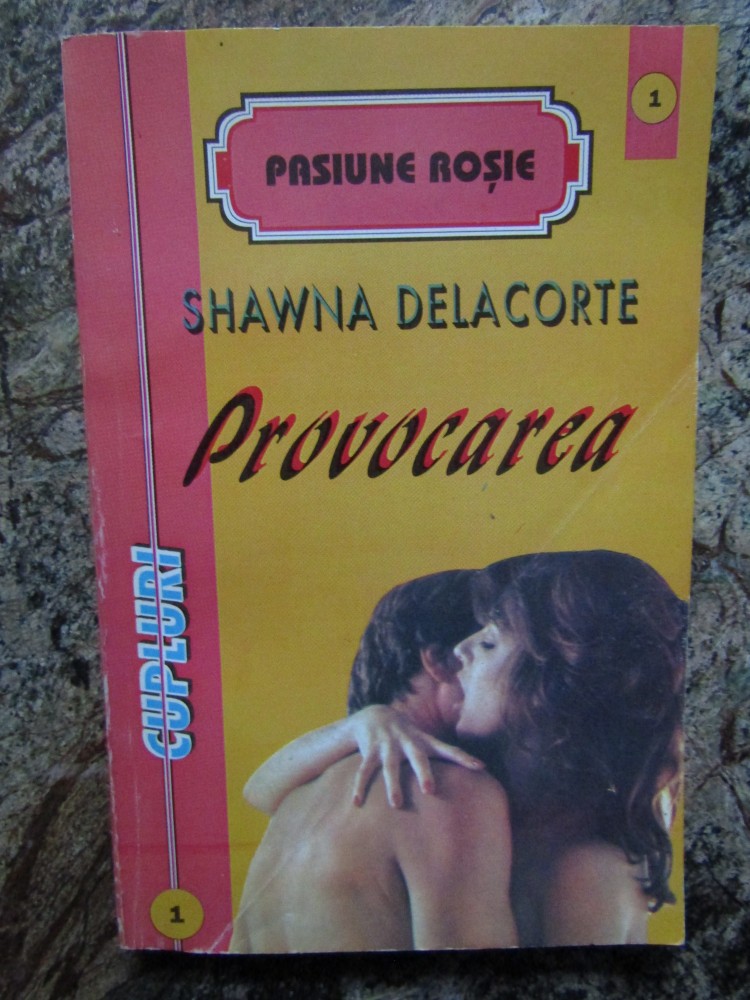 PASIUNE ROȘIE
1
SHAWNA DELACORTE
Provocarea
CUPLURI
1